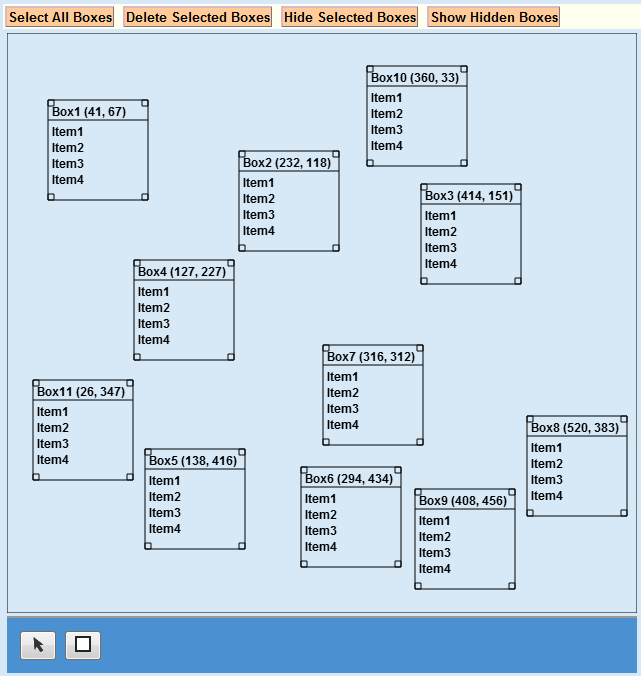 Select All Boxes
Delete Selected Boxes
Hide Selected Boxes
Show Hidden Boxes
Box10 (360, 33)
Item1
Item2
Item3
Item4
Box1 (41, 67)
Item1
Item2
Item3
Item4
Box2 (232, 118)
Item1
Item2
Item3
Item4
Box3 (414, 151)
Item1
Item2
Item3
Item4
Box4 (127, 227)
Item1
Item2
Item3
Item4
Box7 (316, 312)
Item1
Item2
Item3
Item4
Box11 (26, 347)
Item1
Item2
Item3
Item4
Box8 (520, 383)
Item1
Item2
Item3
Item4
Box5 (138, 416)
Item1
Item2
Item3
Item4
Box6 (294, 434)
Item1
Item2
Item3
Item4
Box9 (408, 456)
Item1
Item2
Item3
Item4